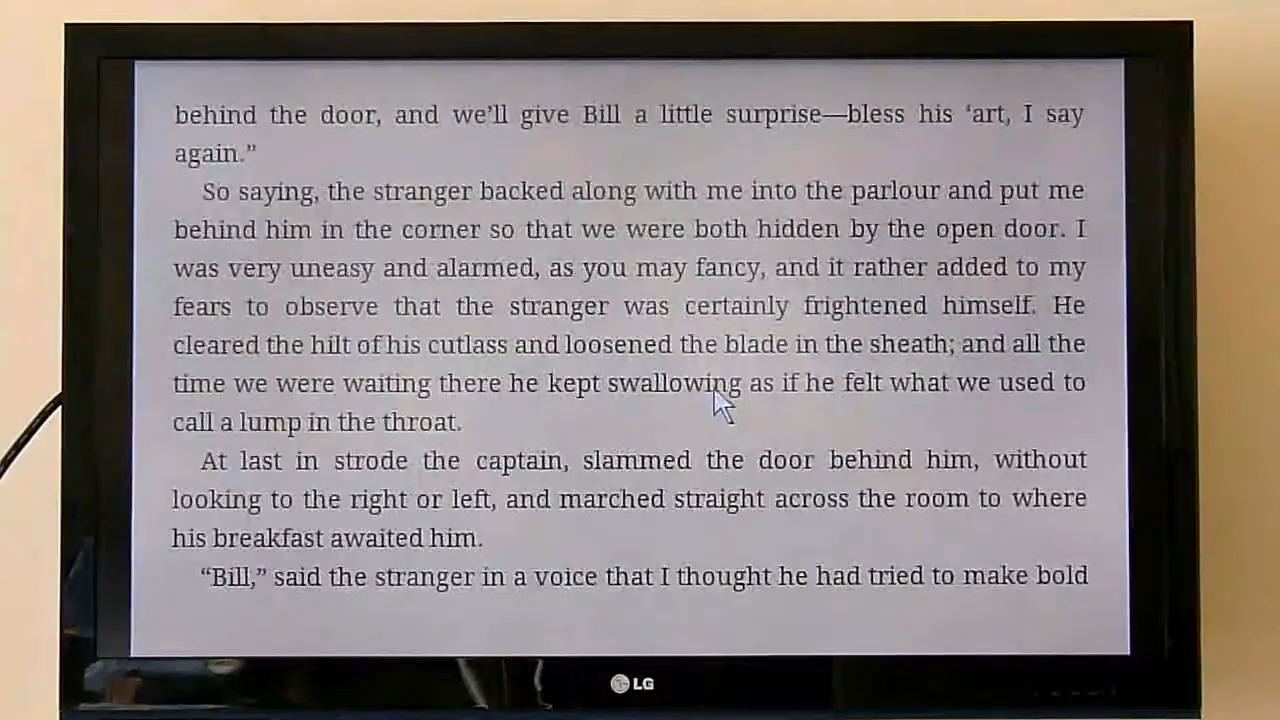 behind the door, and we’ll give Bill a little surprise—bless his ‘art, I say
again.”
So saying, the stranger backed along with me into the parlour and put me
behind him in the corner so that we were both hidden by the open door. I
was very uneasy and alarmed, as you may fancy, and it rather added to my
fears to observe that the stranger was certainly frightened himself. He
cleared the hilt of his cutlass and loosened the blade in the sheath; and all the
time we were waiting there he kept swallowing as if he felt what we used to
call a lump in the throat.
At last in strode the captain, slammed the door behind him, without
looking to the right or left, and marched straight across the room to where
his breakfast awaited him.
“Bill,” said the stranger in a voice that I thought he had tried to make bold
LG